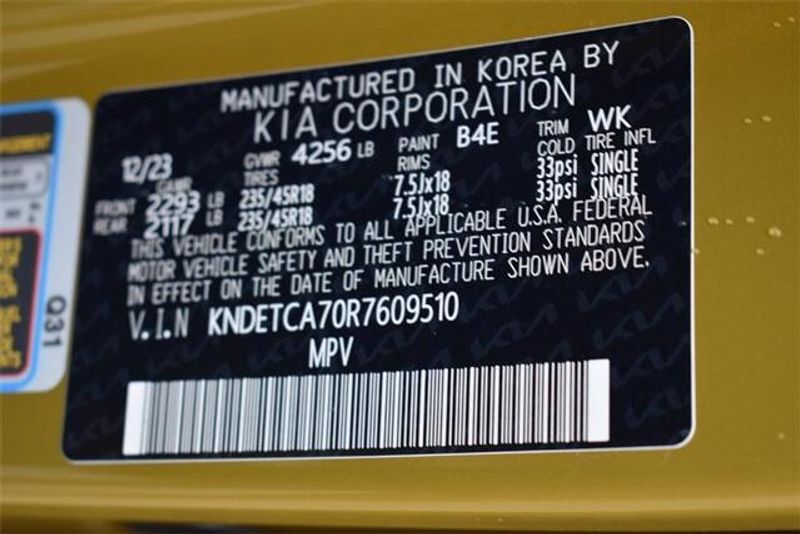 MANUFACTURED IN KOREA BY
KIA CORPORATION
12/23 GVWR 4256 LB PAINT B4E TRIM WK
GAWR TIRES RIMS COLD TIRE INFL
FRONT 2293 LB 235/45R18 7.5Jx18 33psi SINGLE
REAR 2117 LB 235/45R18 7.5Jx18 33psi SINGLE
THIS VEHICLE CONFORMS TO ALL APPLICABLE U.S.A. FEDERAL
MOTOR VEHICLE SAFETY AND THEFT PREVENTION STANDARDS
IN EFFECT ON THE DATE OF MANUFACTURE SHOWN ABOVE.
V.I.N KNDETCA70R7609510
MPV
Q31